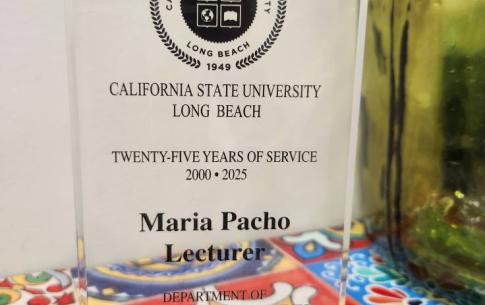 LONG BEACH
1949
CALIFORNIA STATE UNIVERSITY
LONG BEACH
TWENTY-FIVE YEARS OF SERVICE
2000 • 2025
Maria Pacho
Lecturer
DEPARTMENT OF